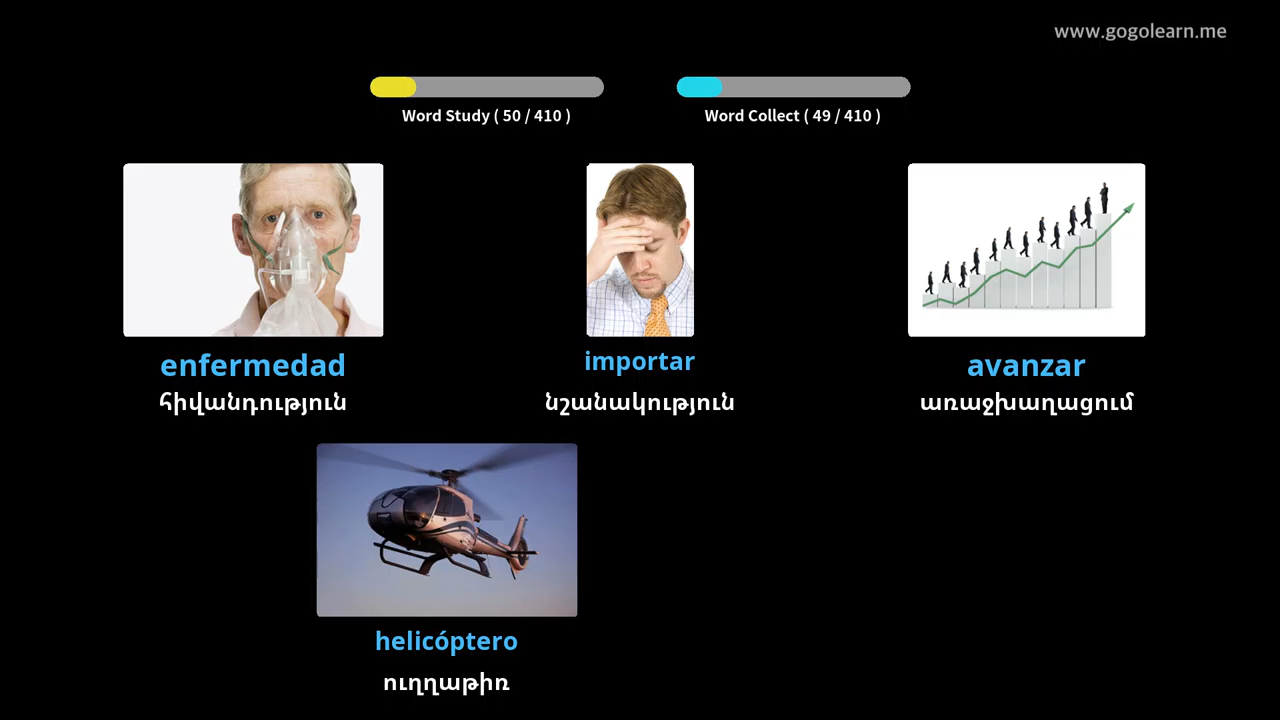 www.gogolearn.me
Word Study ( 50 / 410 )
Word Collect ( 49 / 410 )
enfermedad
հիվանդություն
importar
նշանակություն
avanzar
առաջխաղացում
helicóptero
ուղղաթիռ